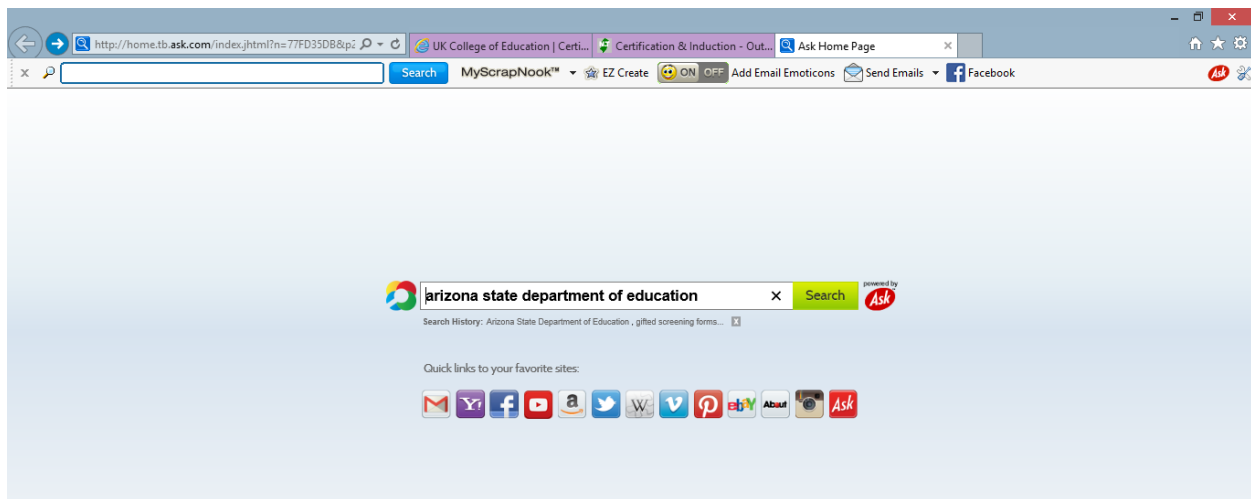 http://home.tb.ask.com/index.jhtml?n=77FD35DB&p2
UK College of Education | Certi...
Certification & Induction - Out...
Ask Home Page
Search
MyScrapNook™
EZ Create
ON OFF
Add Email Emoticons
Send Emails
Facebook
Ask
arizona state department of education
Search
powered by
Ask
Search History: Arizona State Department of Education , gifted screening forms...
Quick links to your favorite sites:
Y! f a W v P ebY About Ask